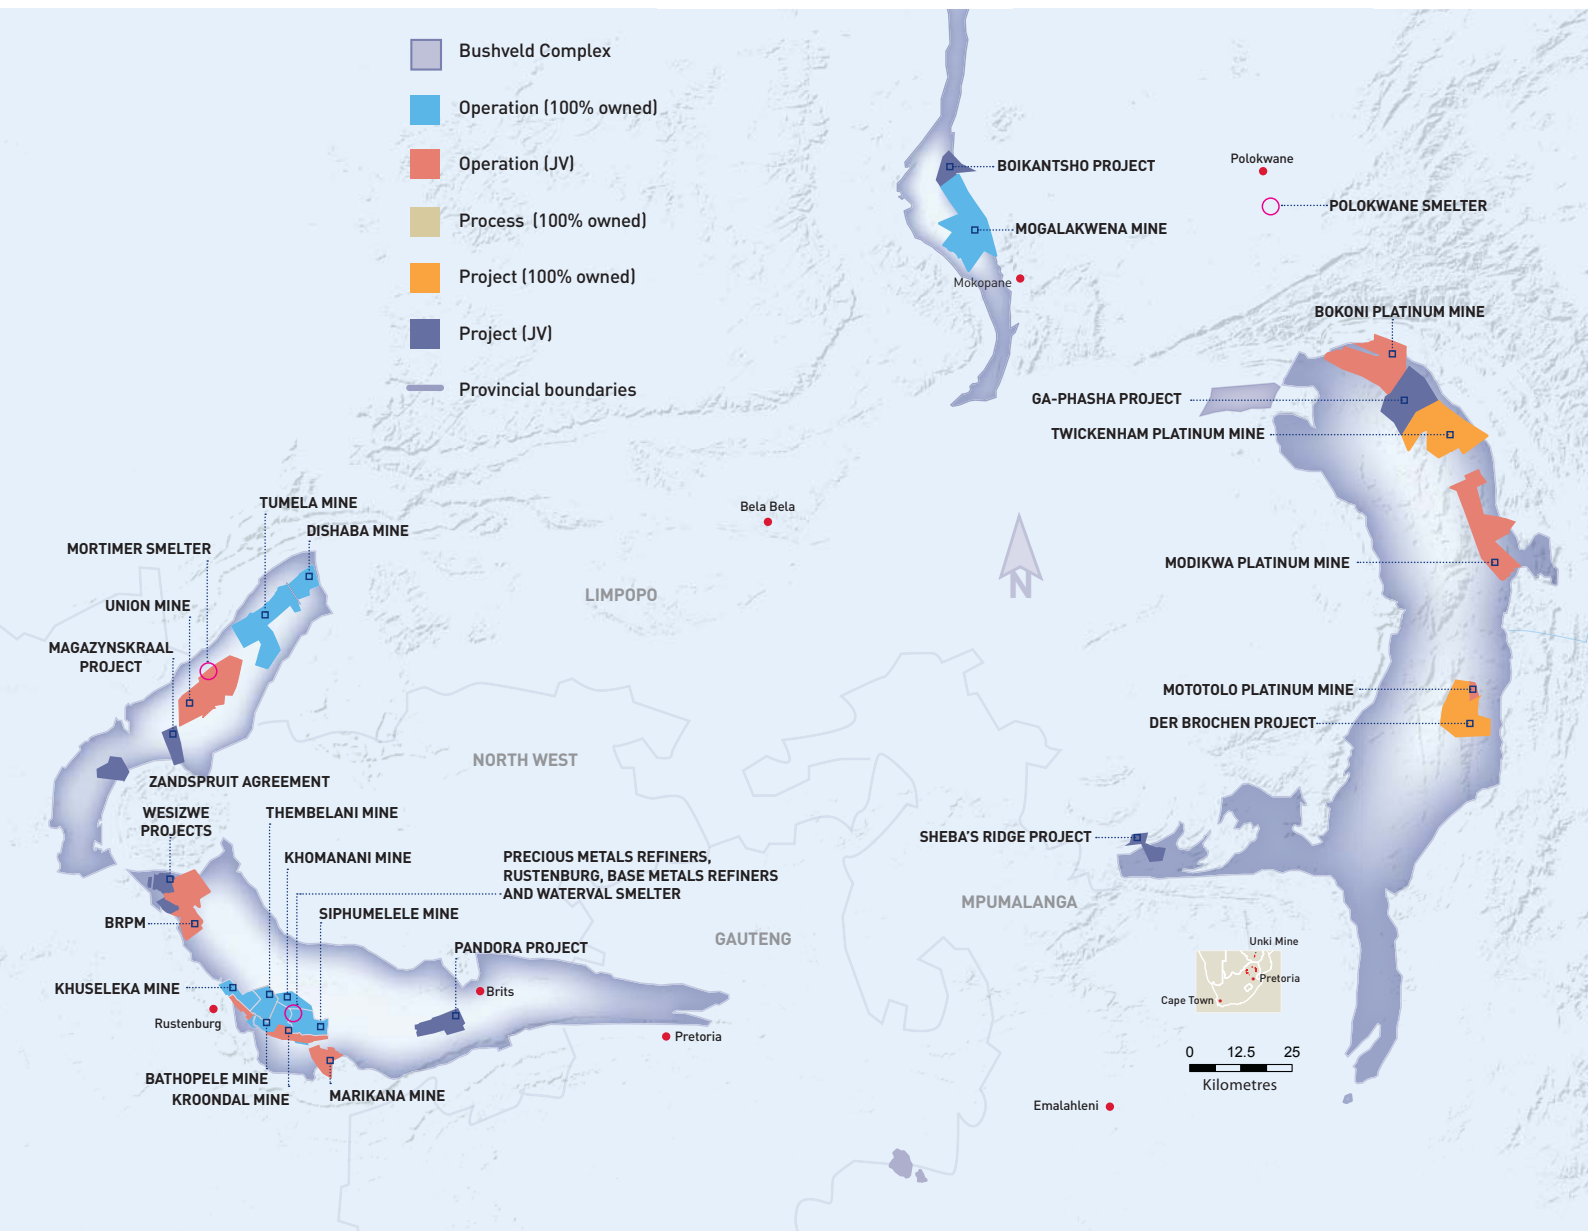 Bushveld Complex
Operation (100% owned)
Operation (JV)
Process (100% owned)
Project (100% owned)
Project (JV)
Provincial boundaries
BOIKANTSHO PROJECT
MOGALAKWENA MINE
Mokopane
Polokwane
POLOKWANE SMELTER
BOKONI PLATINUM MINE
GA-PHASHA PROJECT
TWICKENHAM PLATINUM MINE
MODIKWA PLATINUM MINE
MOTOTOLO PLATINUM MINE
DER BROCHEN PROJECT
SHEBA'S RIDGE PROJECT
TUMELA MINE
DISHABA MINE
MORTIMER SMELTER
UNION MINE
MAGAZYNSKRAAL
PROJECT
ZANDSPRUIT AGREEMENT
WESIZWE
PROJECTS
THEMBELANI MINE
KHOMANANI MINE
PRECIOUS METALS REFINERS,
RUSTENBURG, BASE METALS REFINERS
AND WATERVAL SMELTER
SIPHUMELELE MINE
BRPM
PANDORA PROJECT
KHUSELEKA MINE
Rustenburg
Brits
Pretoria
BATHOPELE MINE
KROONDAL MINE
MARIKANA MINE
Bela Bela
LIMPOPO
NORTH WEST
GAUTENG
MPUMALANGA
N
Unki Mine
Pretoria
Cape Town
0 12.5 25
Kilometres
Emalahleni